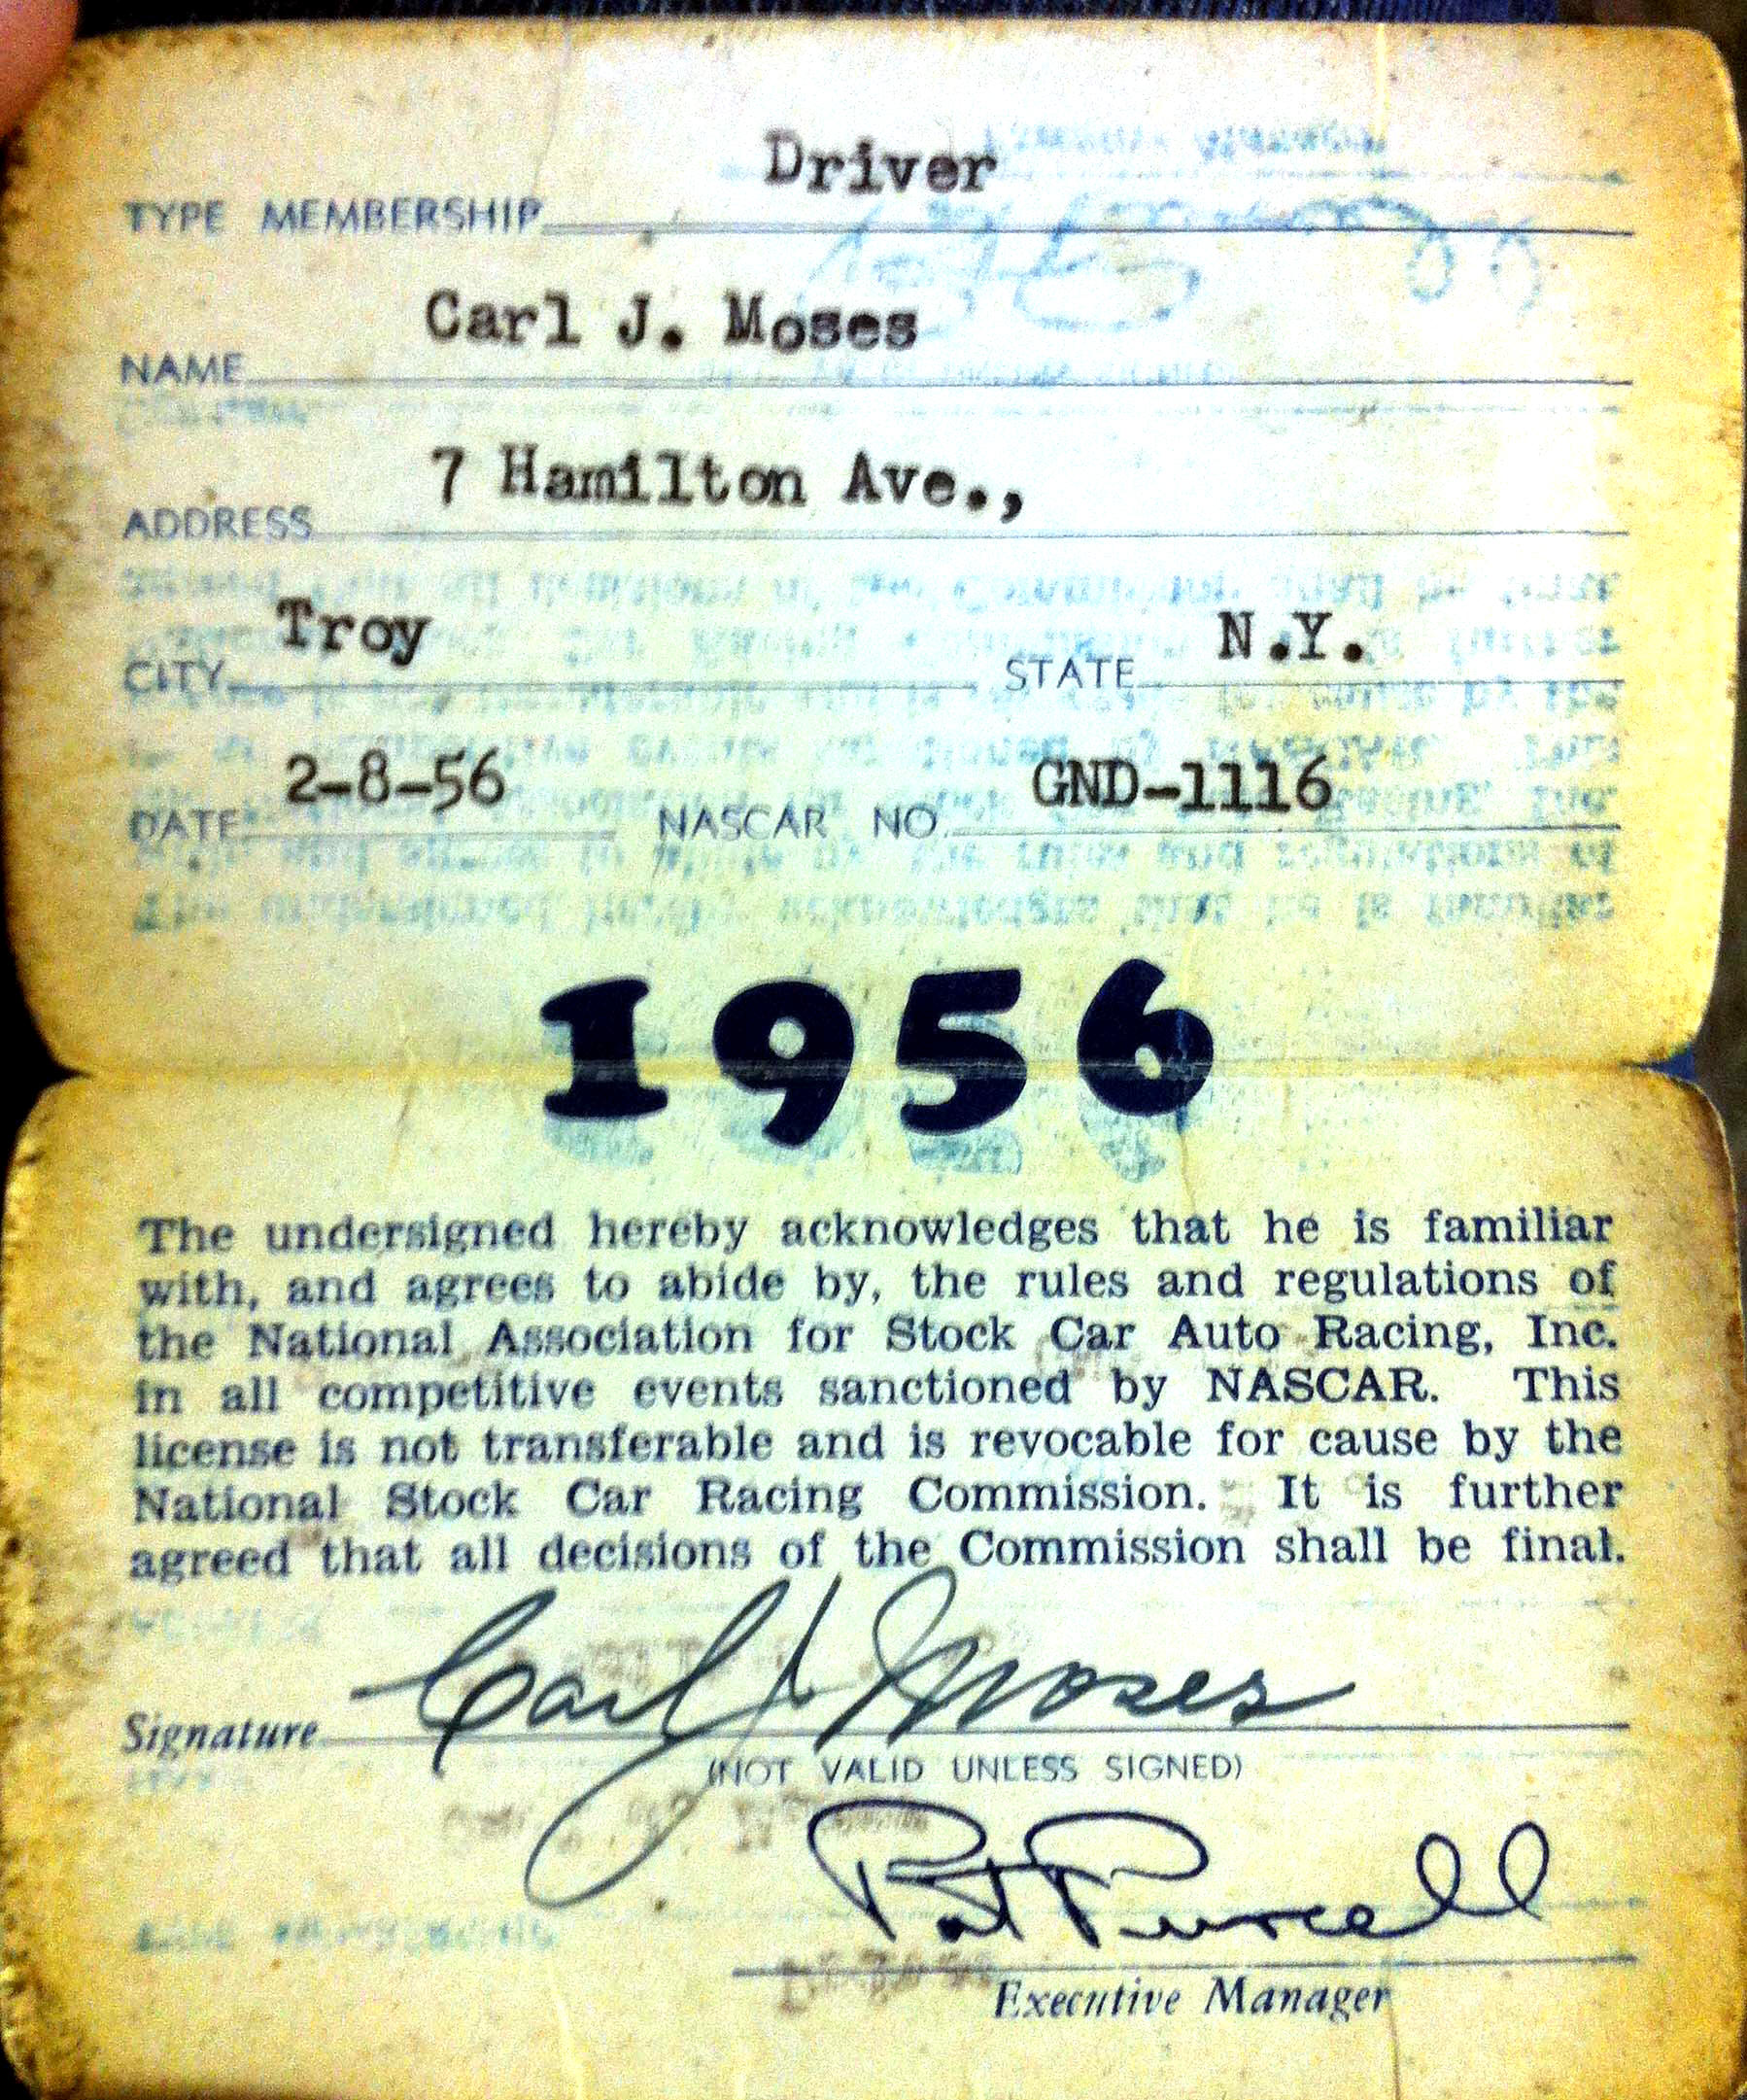 Driver
TYPE MEMBERSHIP
Carl J. Moses
NAME
7 Hamilton Ave.,
ADDRESS
Troy N.Y.
CITY STATE
2-8-56 GND-1116
DATE NASCAR NO.
1956
The undersigned hereby acknowledges that he is familiar
with, and agrees to abide by, the rules and regulations of
the National Association for Stock Car Auto Racing, Inc.
in all competitive events sanctioned by NASCAR. This
license is not transferable and is revocable for cause by the
National Stock Car Racing Commission. It is further
agreed that all decisions of the Commission shall be final.
Signature Carl J Moses
(NOT VALID UNLESS SIGNED)
Pat Purcell
Executive Manager